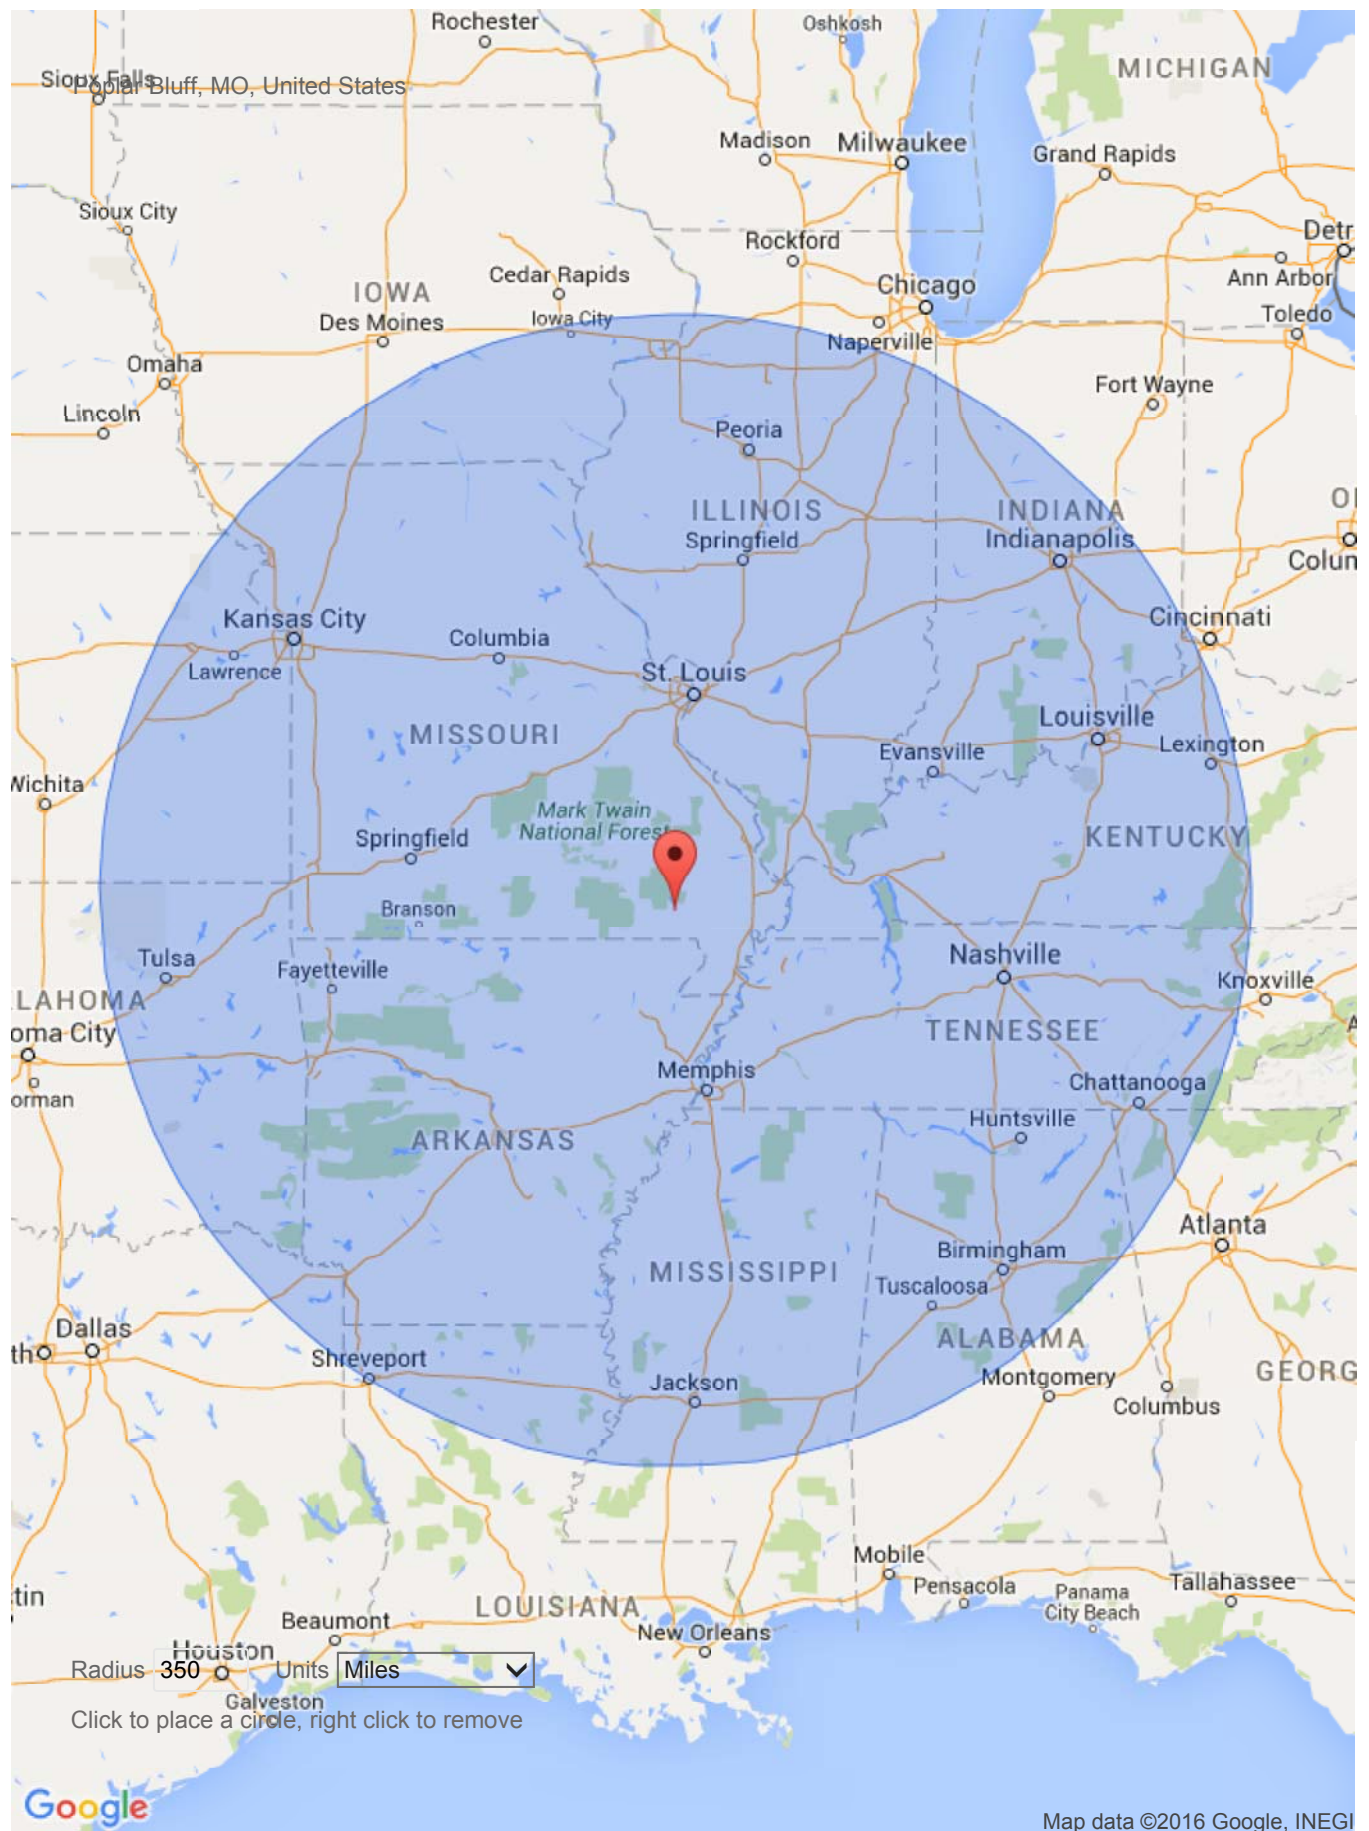 Rochester
Oshkosh
MICHIGAN
Sioux Falls
Poplar Bluff, MO, United States
Madison
Milwaukee
Grand Rapids
Sioux City
Rockford
Detr
Cedar Rapids
Ann Arbor
IOWA
Chicago
Des Moines
Iowa City
Toledo
Naperville
Omaha
Fort Wayne
Lincoln
Peoria
ILLINOIS
INDIANA
O
Springfield
Indianapolis
Colun
Kansas City
Cincinnati
Columbia
Lawrence
St. Louis
MISSOURI
Louisville
Evansville
Lexington
Wichita
Mark Twain
National Forest
Springfield
KENTUCKY
Branson
Tulsa
Nashville
Fayetteville
Knoxville
LAHOMA
oma City
TENNESSEE
A
Memphis
Chattanooga
orman
Huntsville
ARKANSAS
Atlanta
Birmingham
MISSISSIPPI
Tuscaloosa
Dallas
th
ALABAMA
Shreveport
GEORG
Jackson
Montgomery
Columbus
Mobile
Pensacola
Panama
City Beach
Tallahassee
tin
LOUISIANA
Beaumont
New Orleans
Houston
Radius 350 Units Miles
Galveston
Click to place a circle, right click to remove
Google
Map data ©2016 Google, INEGI